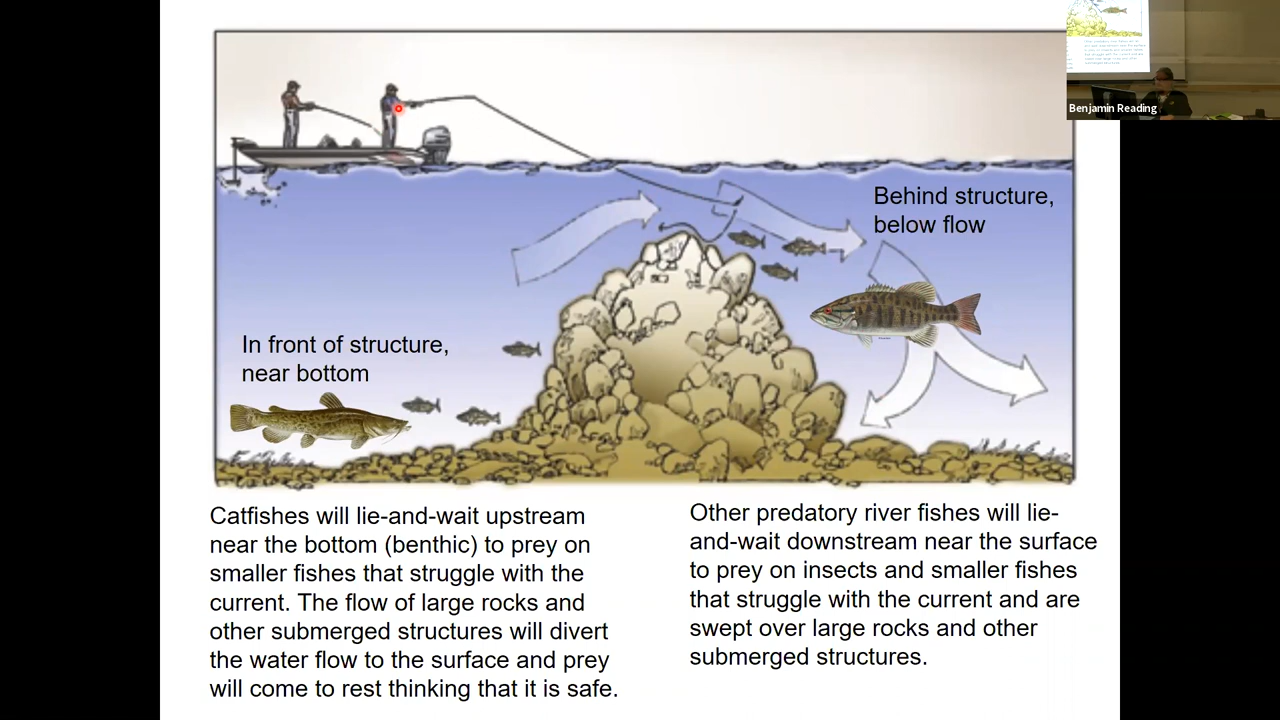 Benjamin Reading
Behind structure,
below flow
In front of structure,
near bottom
Catfishes will lie-and-wait upstream
near the bottom (benthic) to prey on
smaller fishes that struggle with the
current. The flow of large rocks and
other submerged structures will divert
the water flow to the surface and prey
will come to rest thinking that it is safe.
Other predatory river fishes will lie-
and-wait downstream near the surface
to prey on insects and smaller fishes
that struggle with the current and are
swept over large rocks and other
submerged structures.